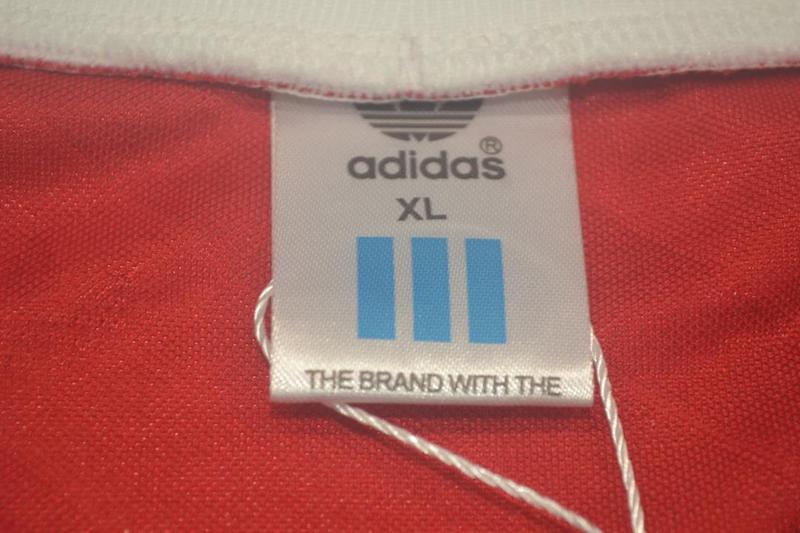 adidas®
XL
THE BRAND WITH THE